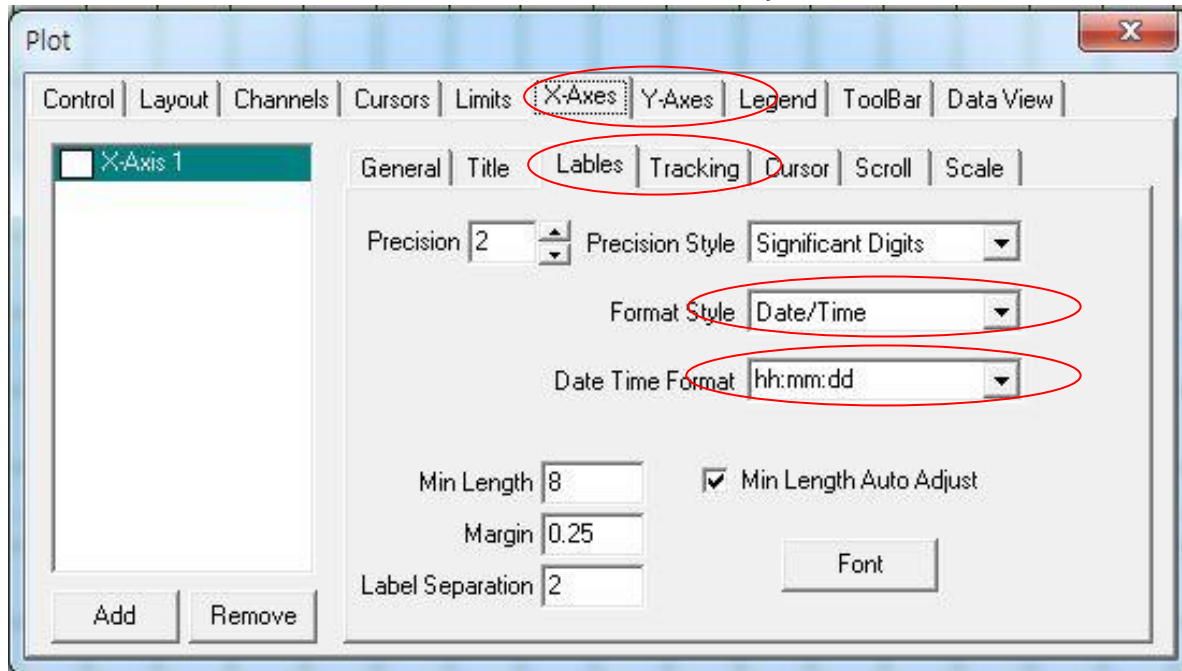 Plot
Control Layout Channels Cursors Limits X-Axes Y-Axes Legend ToolBar Data View
X-Axis 1
General Title Lables Tracking Cursor Scroll Scale
Precision 2 Precision Style Significant Digits
Format Style Date/Time
Date Time Format hh:mm:dd
Min Length 8 Min Length Auto Adjust
Margin 0.25
Font
Label Separation 2
Add Remove